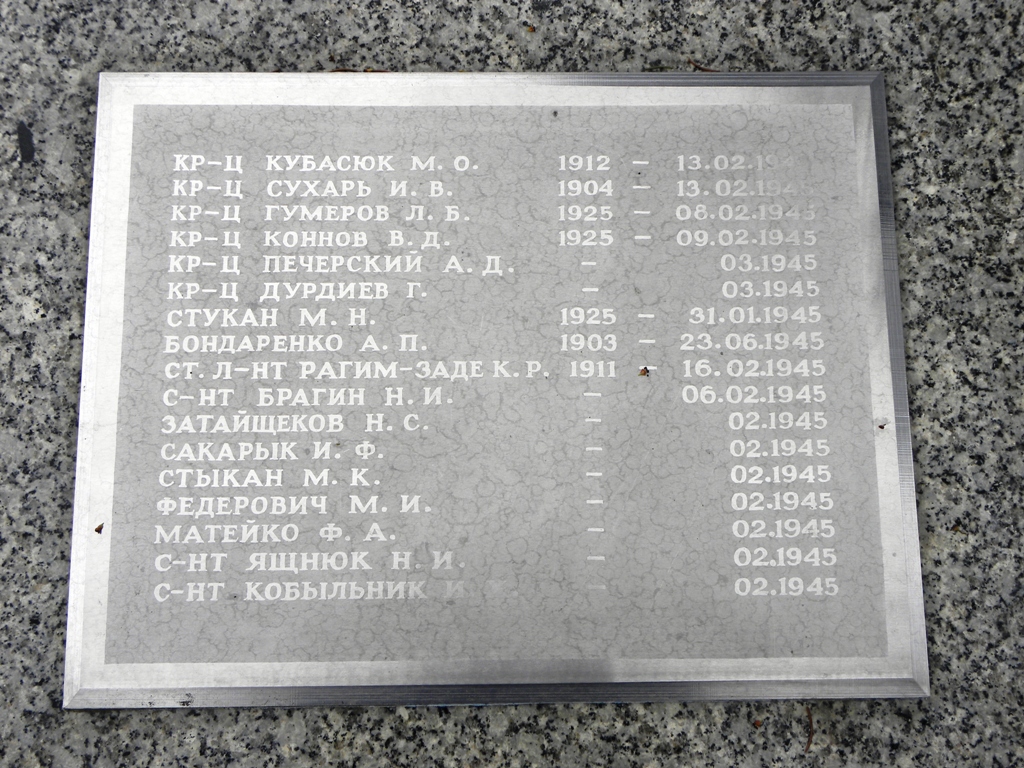 КР-Ц КУБАСЮК М. О. 1912 – 13.02.19
КР-Ц СУХАРЬ И. В. 1904 – 13.02.1945
КР-Ц ГУМЕРОВ Л. Б. 1925 – 08.02.1945
КР-Ц КОННОВ В. Д. 1925 – 09.02.1945
КР-Ц ПЕЧЕРСКИЙ А. Д. – 03.1945
КР-Ц ДУРДИЕВ Г. – 03.1945
СТУКАН М. Н. 1925 – 31.01.1945
БОНДАРЕНКО А. П. 1903 – 23.06.1945
СТ. Л-НТ РАГИМ-ЗАДЕ К. Р. 1911 – 16.02.1945
С-НТ БРАГИН Н. И. – 06.02.1945
ЗАТАЙЩЕКОВ Н. С. – 02.1945
САКАРЫК И. Ф. – 02.1945
СТЫКАН М. К. – 02.1945
ФЕДЕРОВИЧ М. И. – 02.1945
МАТЕЙКО Ф. А. – 02.1945
С-НТ ЯЩНЮК Н. И. – 02.1945
С-НТ КОБЫЛЬНИК И – 02.1945